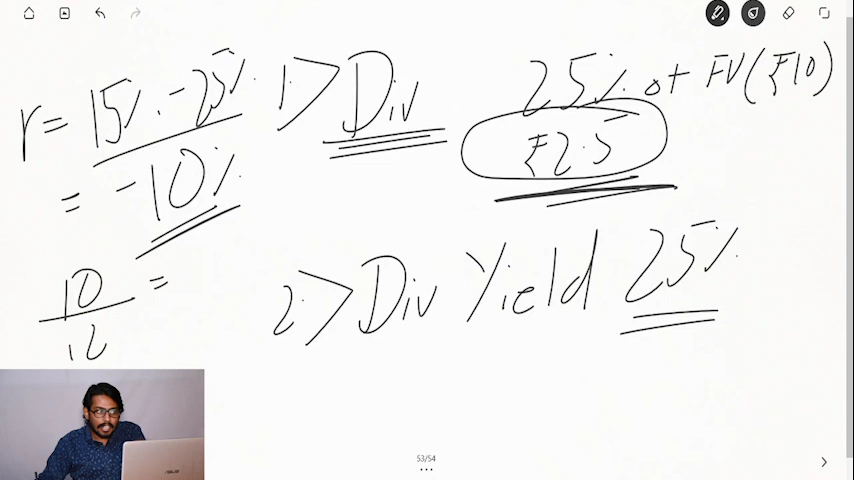 r = 15% - 25%
= -10%
10 =
12
1> Div 25% of FV (₹10)
₹2.5
2> Div Yield 25%
53/54
ASUS